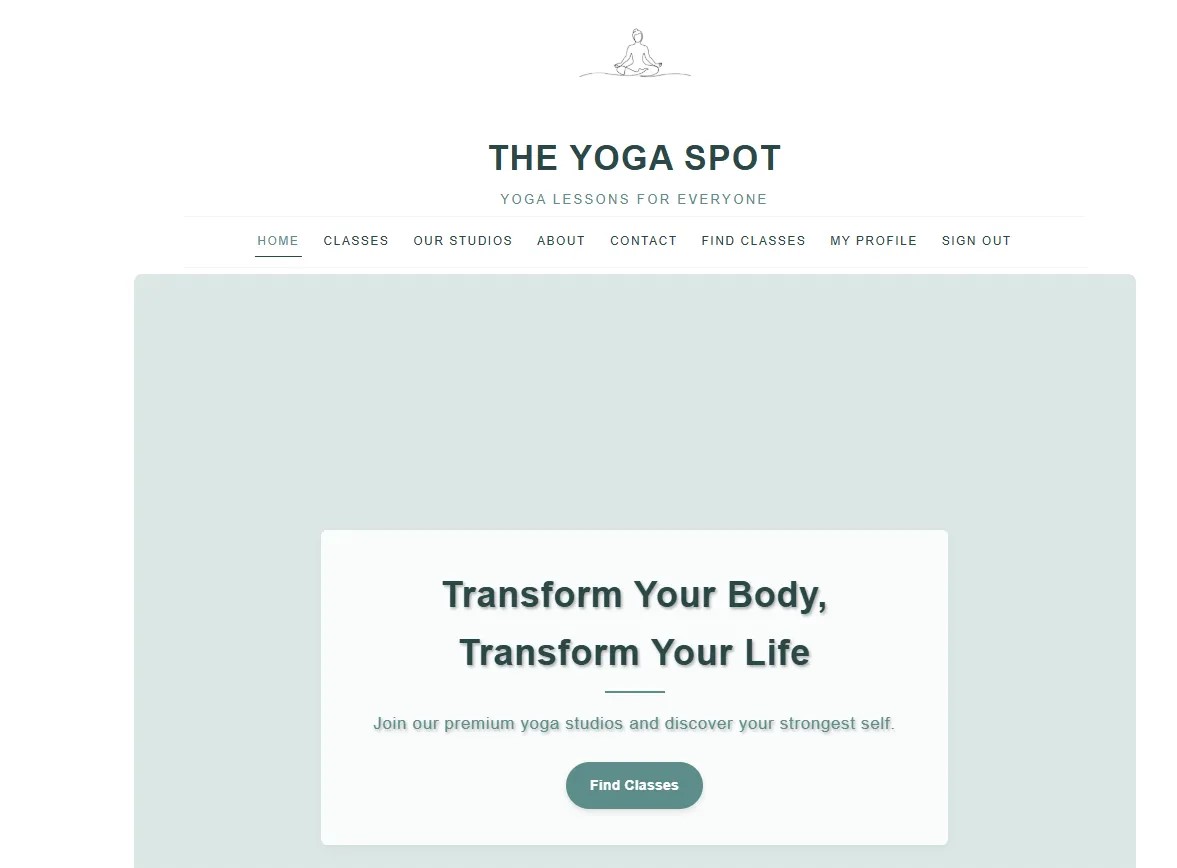 THE YOGA SPOT
YOGA LESSONS FOR EVERYONE
HOME CLASSES OUR STUDIOS ABOUT CONTACT FIND CLASSES MY PROFILE SIGN OUT
Transform Your Body,
Transform Your Life
Join our premium yoga studios and discover your strongest self.
Find Classes